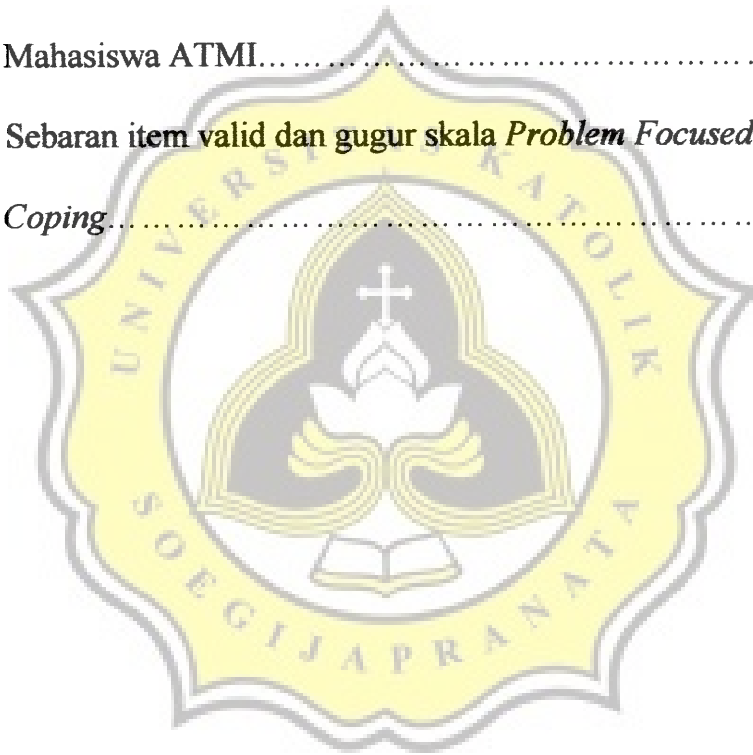 Mahasiswa ATMI……………………………………
Sebaran item valid dan gugur skala Problem Focused
Coping……………………………………………
UNIVERSITAS KATOLIK
SOEGIJAPRANATA